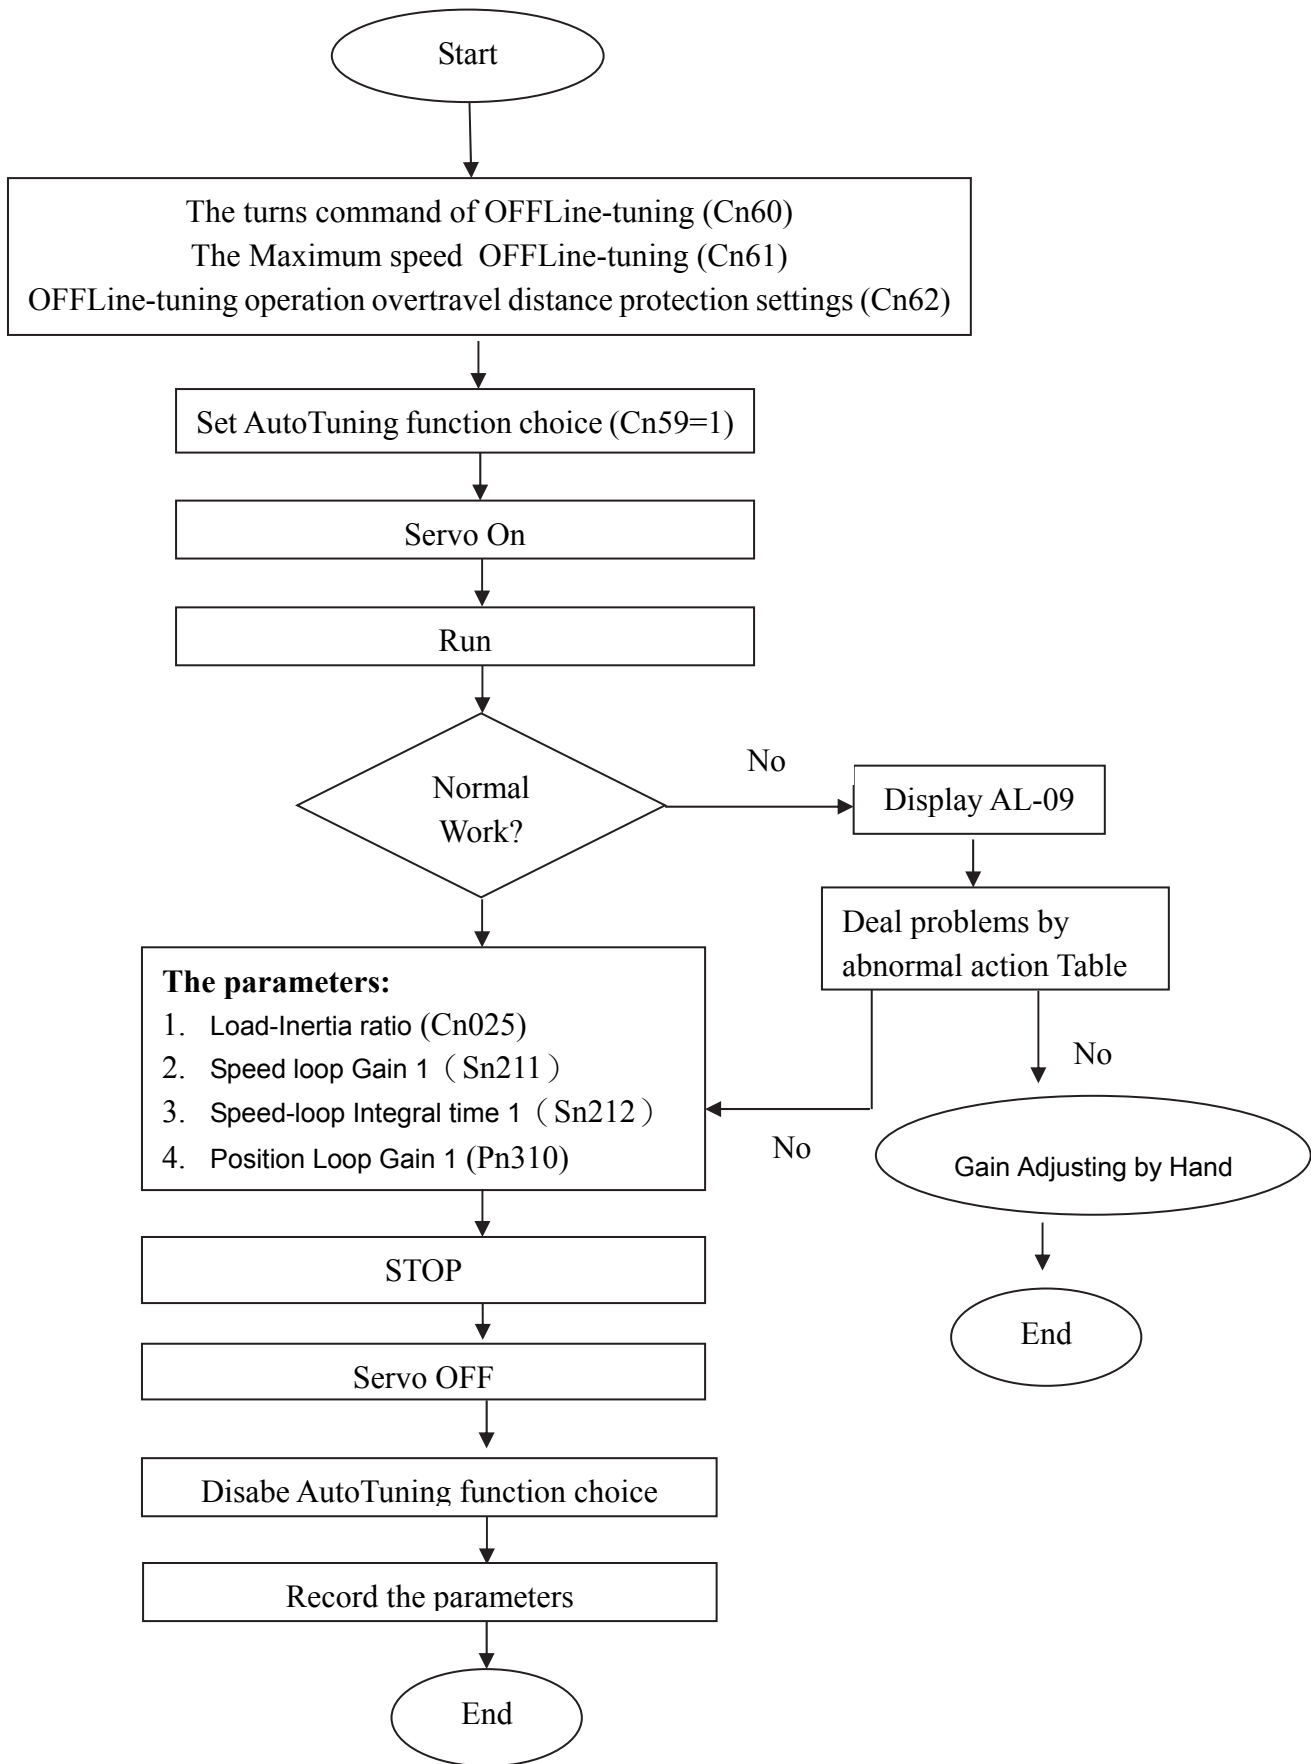 Start
The turns command of OFFLine-tuning (Cn60)
The Maximum speed  OFFLine-tuning (Cn61)
OFFLine-tuning operation overtravel distance protection settings (Cn62)
Set AutoTuning function choice (Cn59=1)
Servo On
Run
Normal
Work?
No
Display AL-09
Deal problems by
abnormal action Table
The parameters:
1. Load-Inertia ratio (Cn025)
2. Speed loop Gain 1（Sn211）
3. Speed-loop Integral time 1（Sn212）
4. Position Loop Gain 1 (Pn310)
No
No
Gain Adjusting by Hand
End
STOP
Servo OFF
Disabe AutoTuning function choice
Record the parameters
End